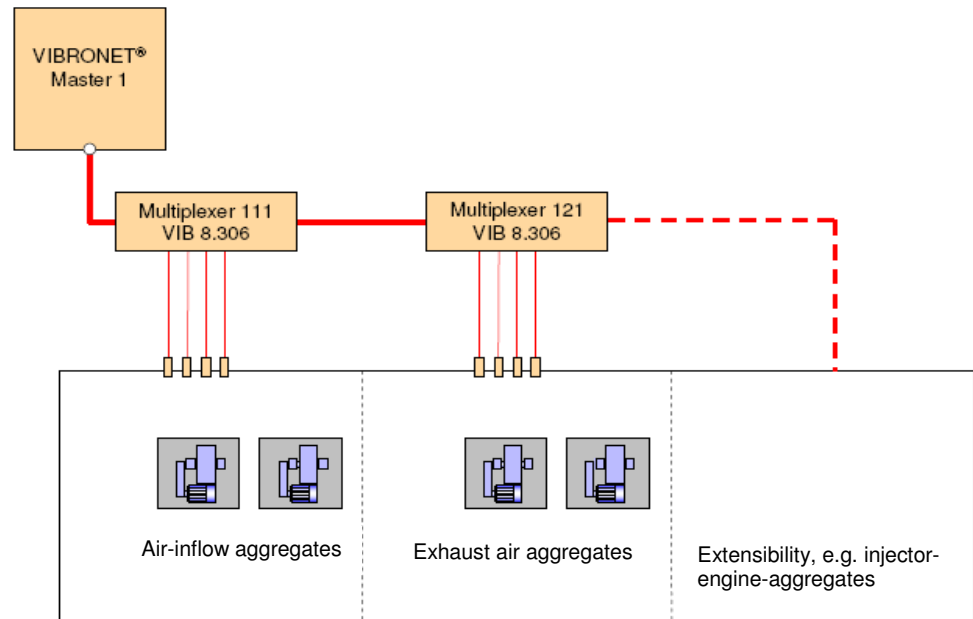 VIBRONET®
Master 1
Multiplexer 111
VIB 8.306
Multiplexer 121
VIB 8.306
Air-inflow aggregates
Exhaust air aggregates
Extensibility, e.g. injector-
engine-aggregates